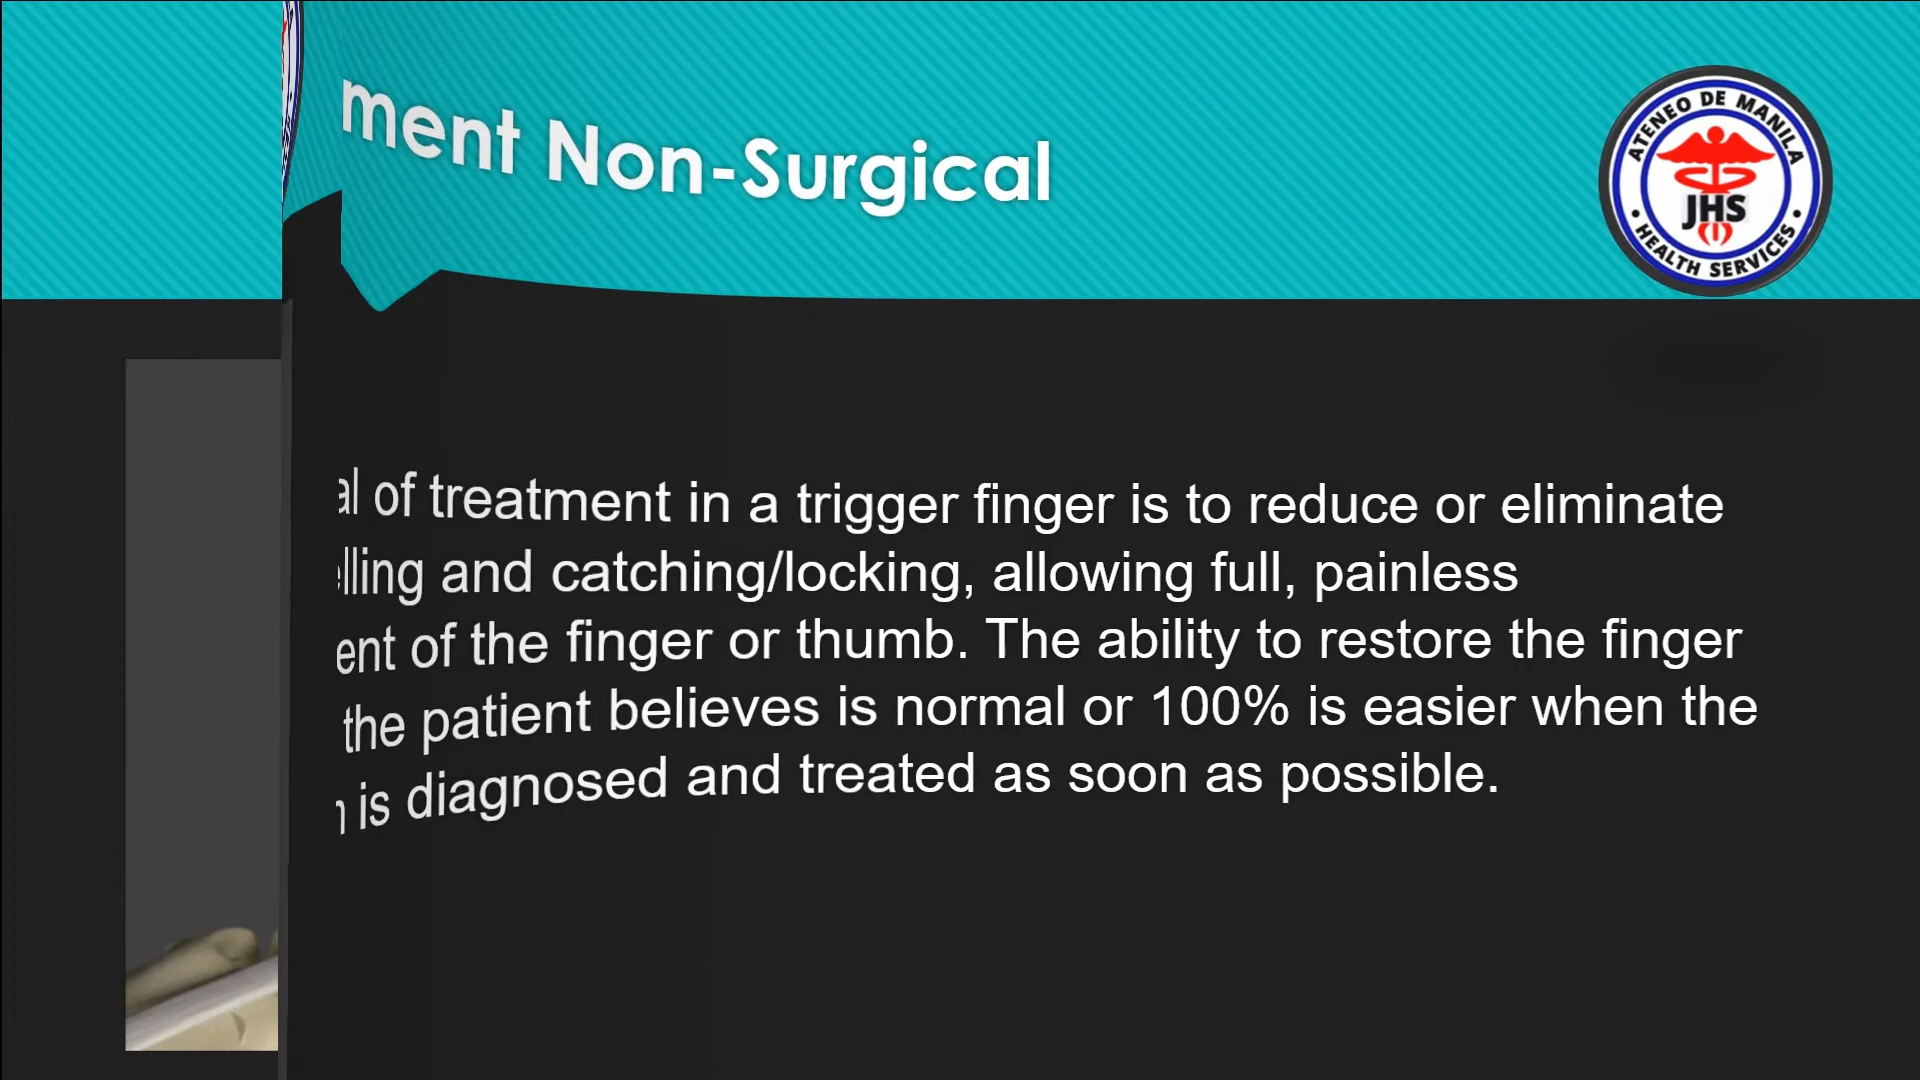 ment Non-Surgical
ATENEO DE MANILA
JHS
HEALTH SERVICES
of treatment in a trigger finger is to reduce or eliminate
and catching/locking, allowing full, painless
of the finger or thumb. The ability to restore the finger
the patient believes is normal or 100% is easier when the
is diagnosed and treated as soon as possible.